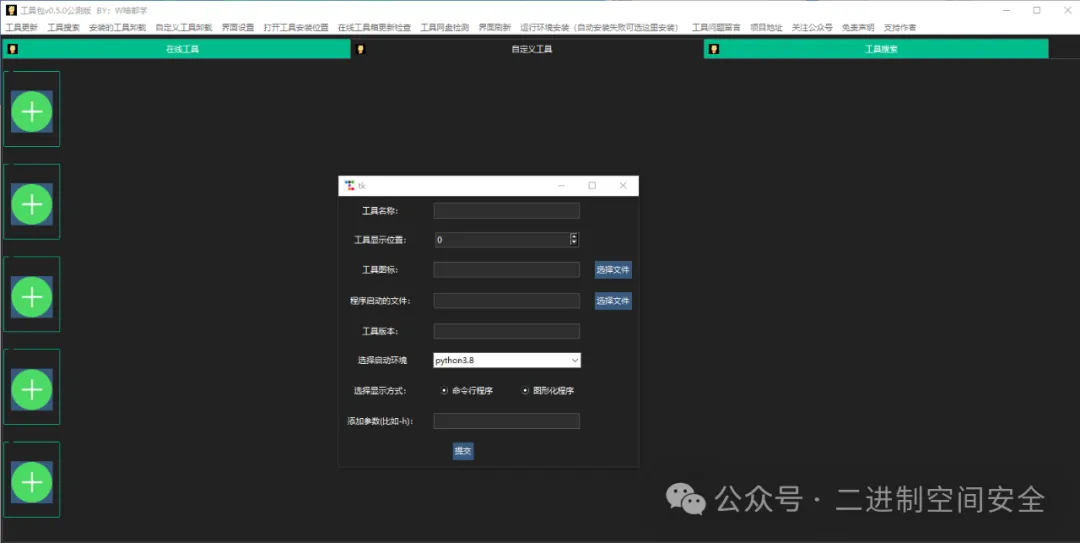 工具包v0.5.0公测版 BY：W啥都学
工具更新 工具搜索 安装的工具卸载 自定义工具卸载 界面设置 打开工具安装位置 在线工具箱更新检查 工具网盘检测 界面刷新 运行环境安装（自动安装失败可选这里安装） 工具问题留言 项目地址 关注公众号 免责声明 支持作者
在线工具 自定义工具 工具搜索
tk
工具名称：
工具显示位置： 0
工具图标： 选择文件
程序启动的文件： 选择文件
工具版本：
选择启动环境 python3.8
选择显示方式： 命令行程序 图形化程序
添加参数(比如-h)：
提交
公众号 · 二进制空间安全